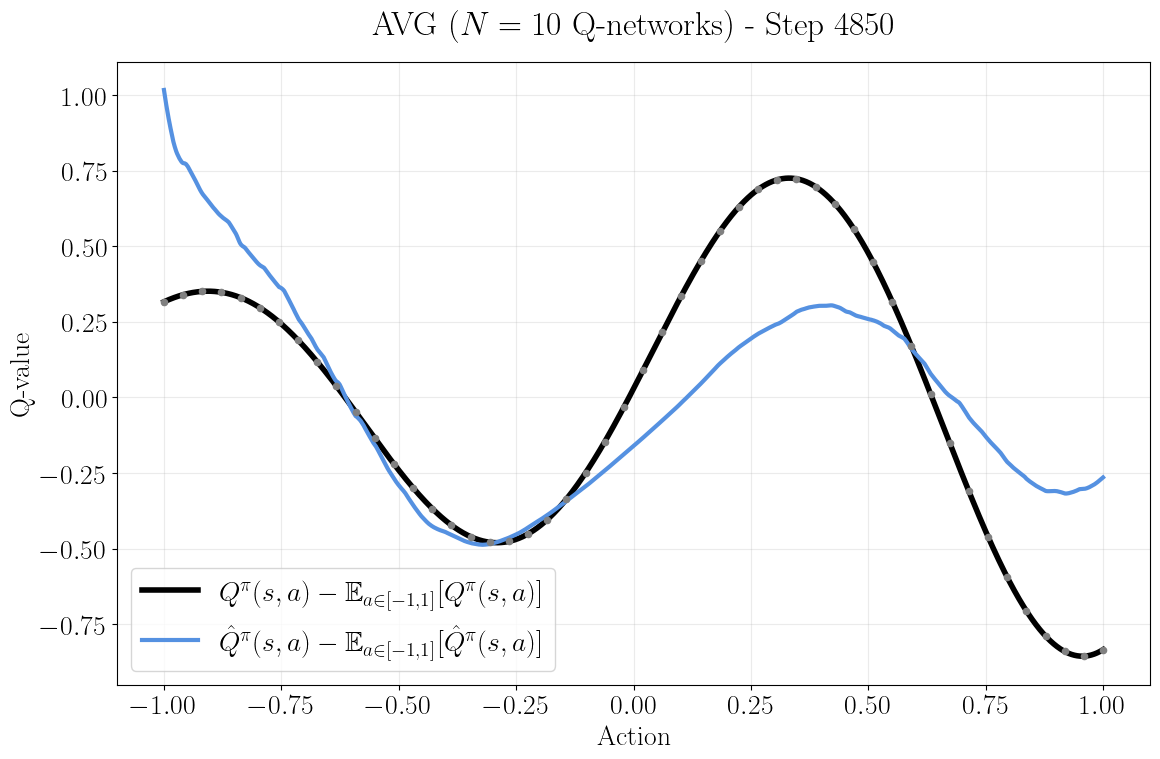 AVG (N = 10 Q-networks) - Step 4850
1.00
0.75
0.50
0.25
0.00
−0.25
−0.50
−0.75
Q-value
Q^π(s, a) − 𝔼_{a∈[−1,1]}[Q^π(s, a)]
Q̂^π(s, a) − 𝔼_{a∈[−1,1]}[Q̂^π(s, a)]
−1.00 −0.75 −0.50 −0.25 0.00 0.25 0.50 0.75 1.00
Action